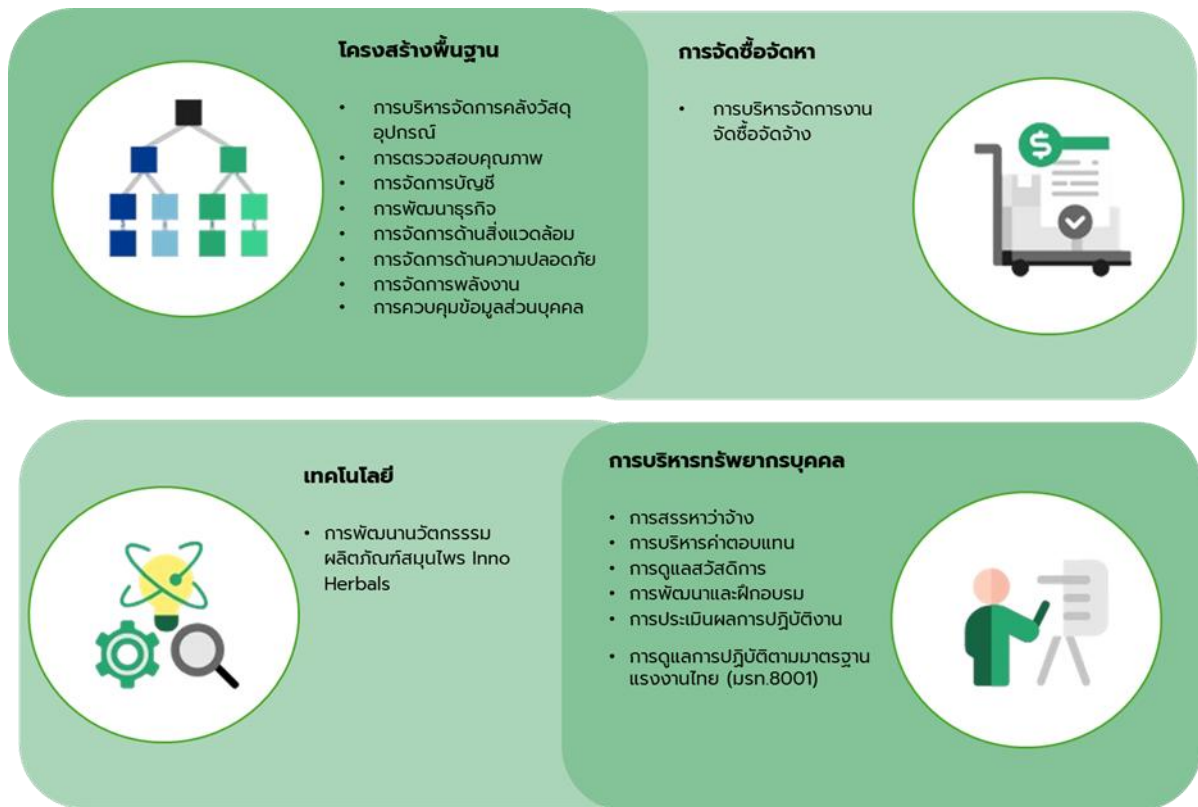 โครงสร้างพื้นฐาน
• การบริหารจัดการคลังวัสดุ
อุปกรณ์
• การตรวจสอบคุณภาพ
• การจัดการบัญชี
• การพัฒนาธุรกิจ
• การจัดการด้านสิ่งแวดล้อม
• การจัดการด้านความปลอดภัย
• การจัดการพลังงาน
• การควบคุมข้อมูลส่วนบุคคล
การจัดซื้อจัดหา
• การบริหารจัดการงาน
จัดซื้อจัดจ้าง
$
เทคโนโลยี
• การพัฒนานวัตกรรรม
ผลิตภัณฑ์สมุนไพร Inno
Herbals
การบริหารทรัพยากรบุคคล
• การสรรหาว่าจ้าง
• การบริหารค่าตอบแทน
• การดูแลสวัสดิการ
• การพัฒนาและฝึกอบรม
• การประเมินผลการปฏิบัติงาน
• การดูแลการปฏิบัติตามมาตรฐาน
แรงงานไทย (มรท.8001)